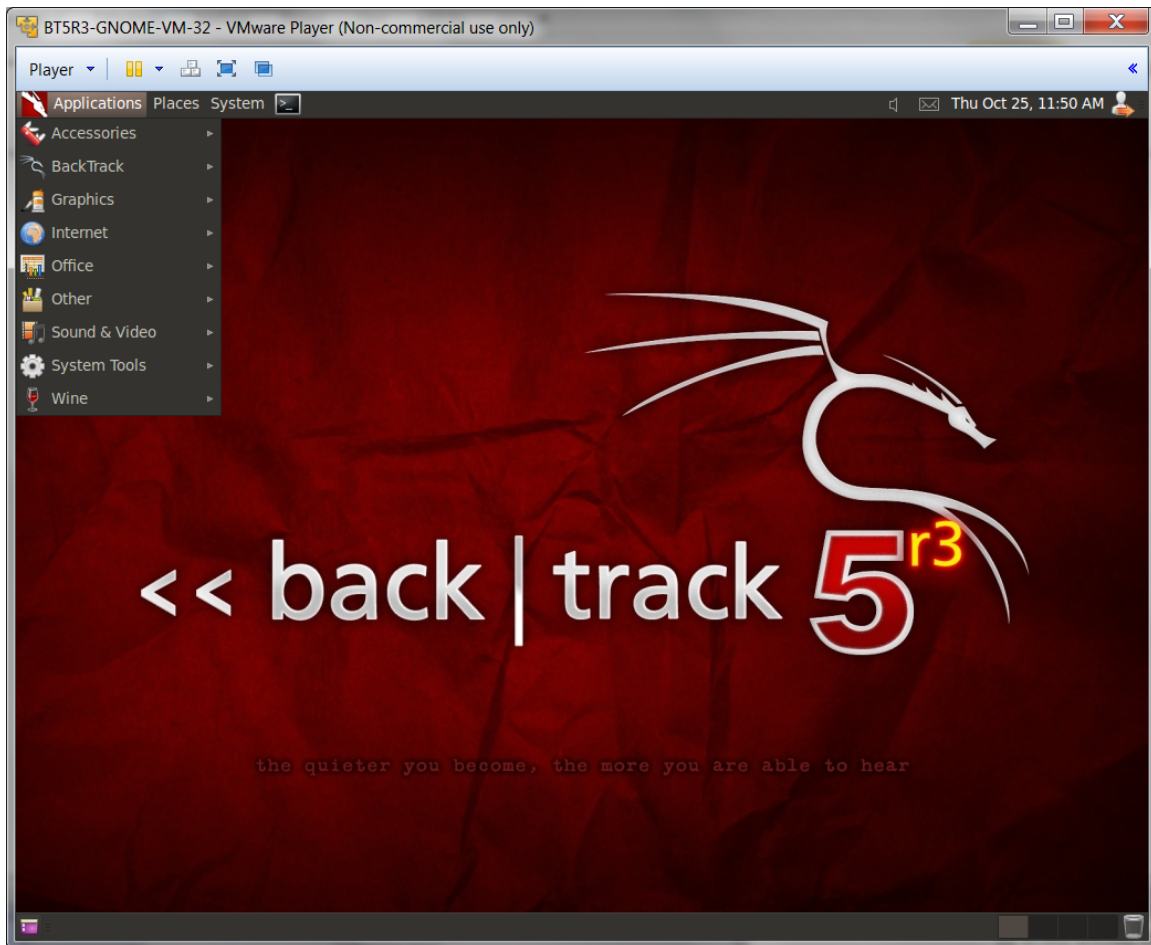 BT5R3-GNOME-VM-32 - VMware Player (Non-commercial use only)
Player
Applications Places System >_ Thu Oct 25, 11:50 AM
Accessories
BackTrack
Graphics
Internet
Office
Other
Sound & Video
System Tools
Wine
<< back | track 5 r3
the quieter you become, the more you are able to hear